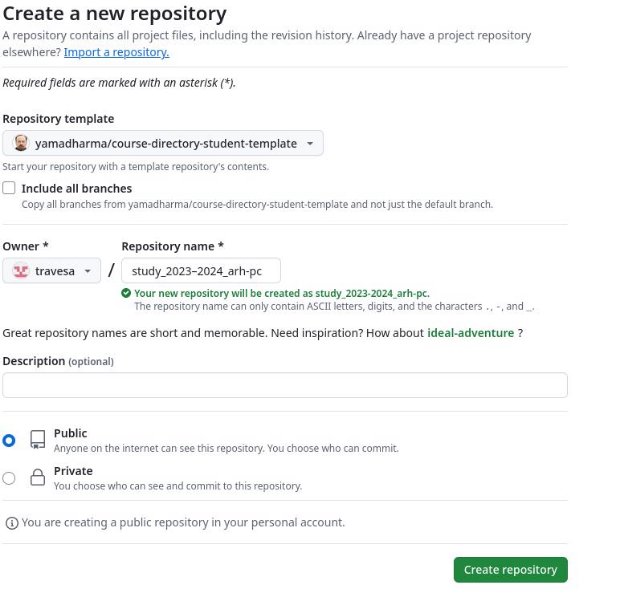 Create a new repository
A repository contains all project files, including the revision history. Already have a project repository
elsewhere? Import a repository.
Required fields are marked with an asterisk (*).
Repository template
yamadharma/course-directory-student-template
Start your repository with a template repository's contents.
Include all branches
Copy all branches from yamadharma/course-directory-student-template and not just the default branch.
Owner * Repository name *
travesa / study_2023–2024_arh-pc
Your new repository will be created as study_2023-2024_arh-pc.
The repository name can only contain ASCII letters, digits, and the characters ., -, and _.
Great repository names are short and memorable. Need inspiration? How about ideal-adventure ?
Description (optional)
Public
Anyone on the internet can see this repository. You choose who can commit.
Private
You choose who can see and commit to this repository.
You are creating a public repository in your personal account.
Create repository